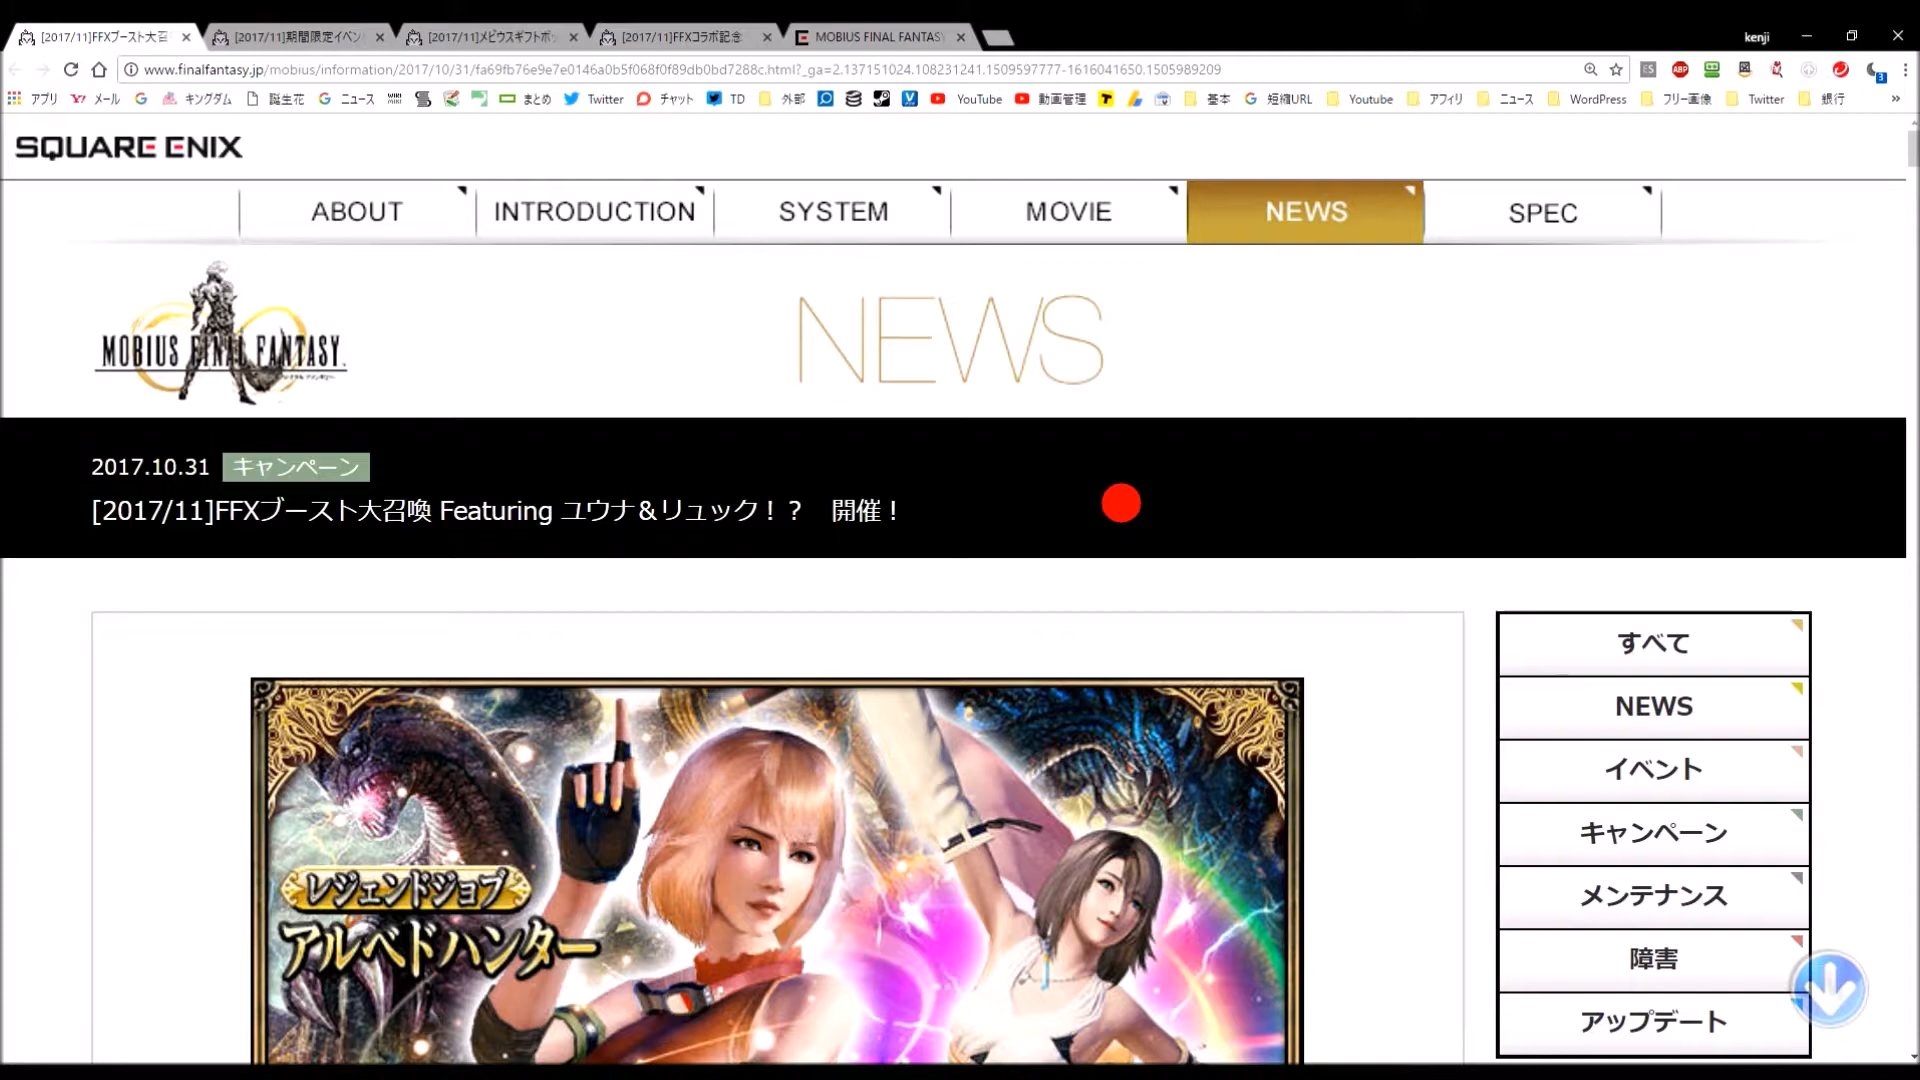 [2017/11]FFXブースト大召
[2017/11]期間限定イベン
[2017/11]メビウスギフトボッ
[2017/11]FFXコラボ記念
MOBIUS FINAL FANTASY
kenji
www.finalfantasy.jp/mobius/information/2017/10/31/fa69fb76e9e7e0146a0b5f068f0f89db0bd7288c.html?_ga=2.137151024.108231241.1509597777-1616041650.1505989209
アプリ メール キングダム 誕生花 ニュース まとめ Twitter チャット TD 外部 YouTube 動画管理 基本 短縮URL Youtube アフィリ ニュース WordPress フリー画像 Twitter 銀行
SQUARE ENIX
ABOUT INTRODUCTION SYSTEM MOVIE NEWS SPEC
MOBIUS FINAL FANTASY
NEWS
2017.10.31 キャンペーン
[2017/11]FFXブースト大召喚 Featuring ユウナ＆リュック！？　開催！
レジェンドジョブ
アルベドハンター
すべて
NEWS
イベント
キャンペーン
メンテナンス
障害
アップデート